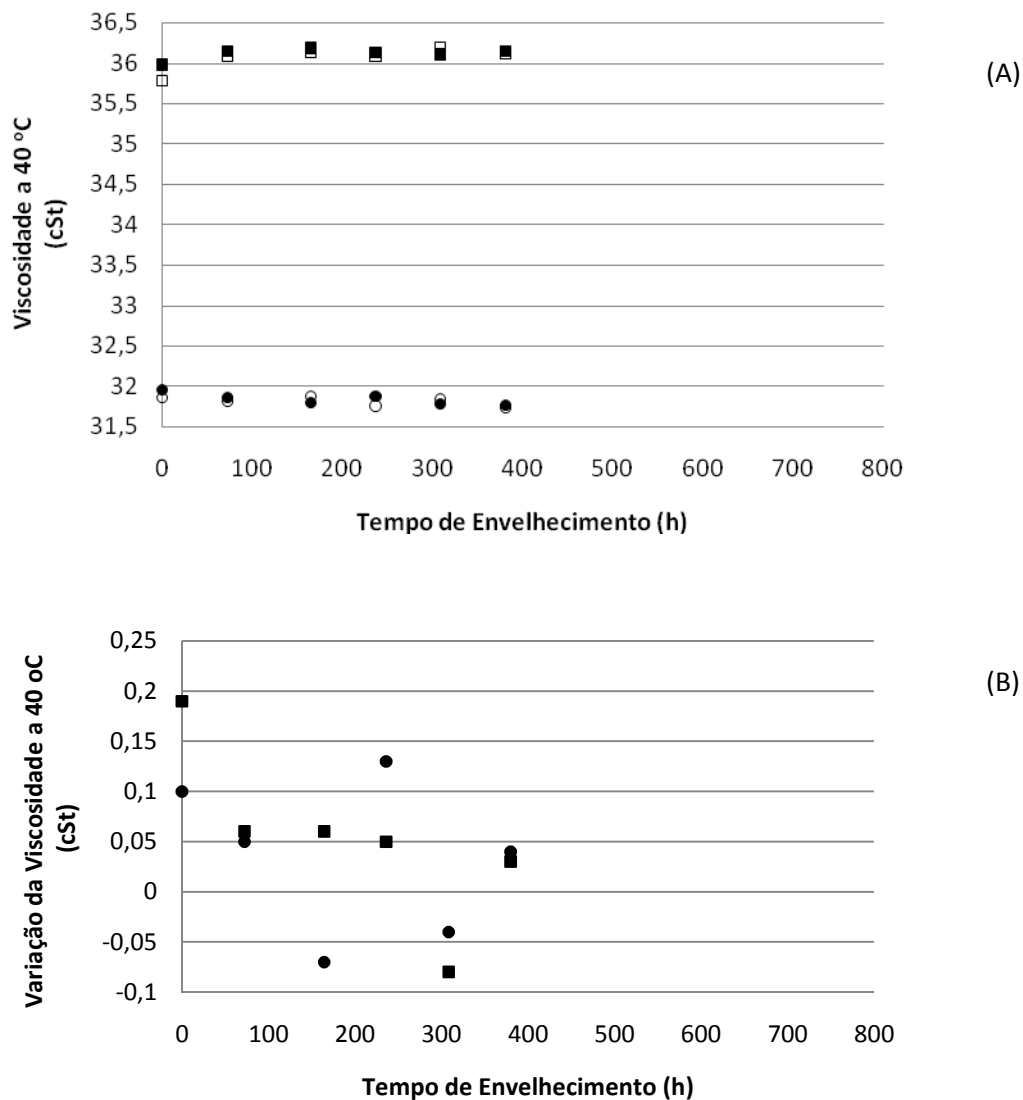 (A)
Viscosidade a 40 ºC
(cSt)
36,5
36
35,5
35
34,5
34
33,5
33
32,5
32
31,5
0 100 200 300 400 500 600 700 800
Tempo de Envelhecimento (h)
(B)
Variação da Viscosidade a 40 oC
(cSt)
0,25
0,2
0,15
0,1
0,05
0
-0,05
-0,1
0 100 200 300 400 500 600 700 800
Tempo de Envelhecimento (h)